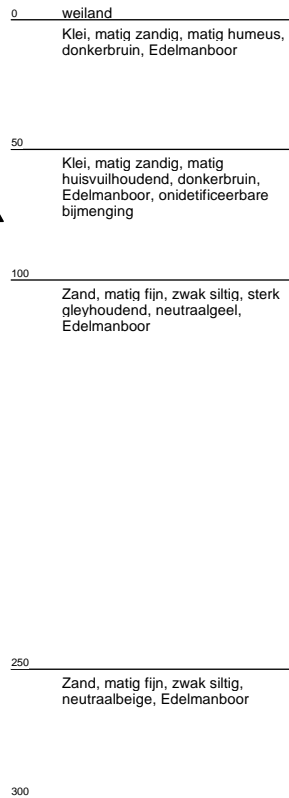 0 weiland
Klei, matig zandig, matig humeus,
donkerbruin, Edelmanboor
50
Klei, matig zandig, matig
huisvuilhoudend, donkerbruin,
Edelmanboor, onidetificeerbare
bijmenging
100
Zand, matig fijn, zwak siltig, sterk
gleyhoudend, neutraalgeel,
Edelmanboor
250
Zand, matig fijn, zwak siltig,
neutraalbeige, Edelmanboor
300